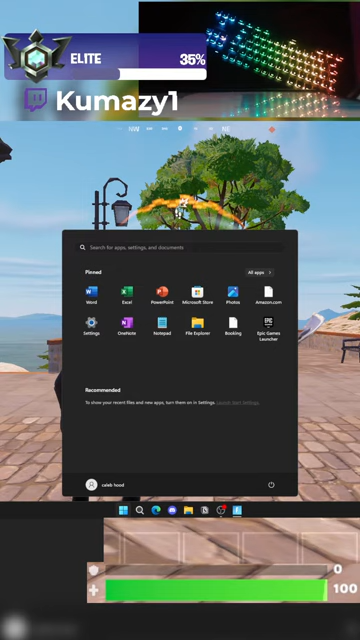 ELITE
35%
Kumazy1
NW
NE
Search for apps, settings, and documents
Pinned
All apps >
Word
Excel
PowerPoint
Microsoft Store
Photos
Amazon.com
Settings
OneNote
Notepad
File Explorer
Booking
Epic Games Launcher
Recommended
To show your recent files and new apps, turn them on in Settings.
caleb hood
0
100